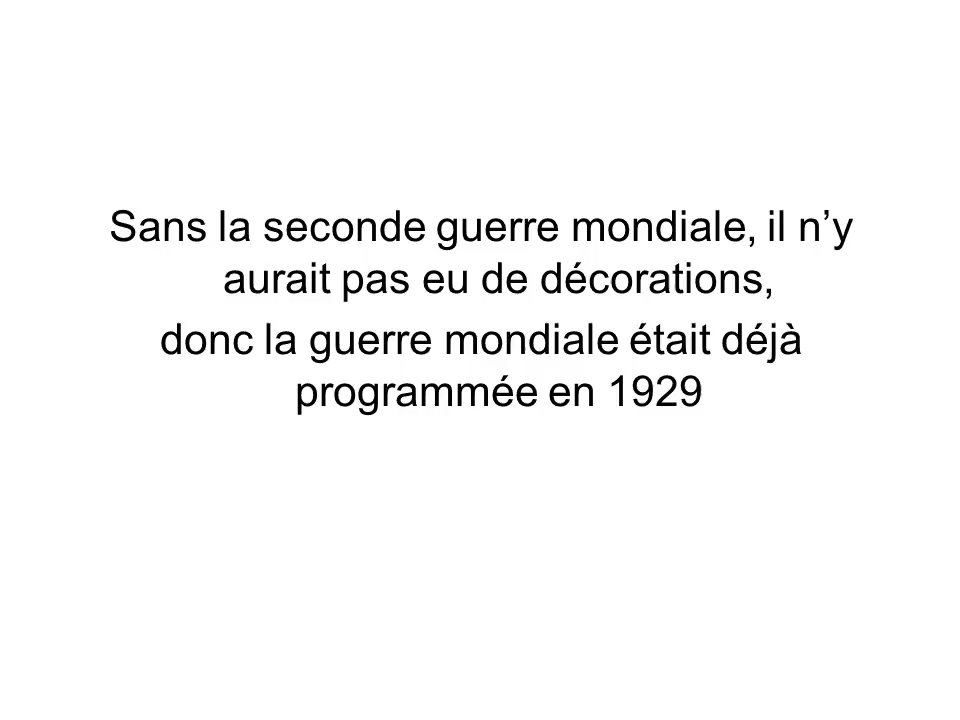 Sans la seconde guerre mondiale, il n’y
aurait pas eu de décorations,
donc la guerre mondiale était déjà
programmée en 1929